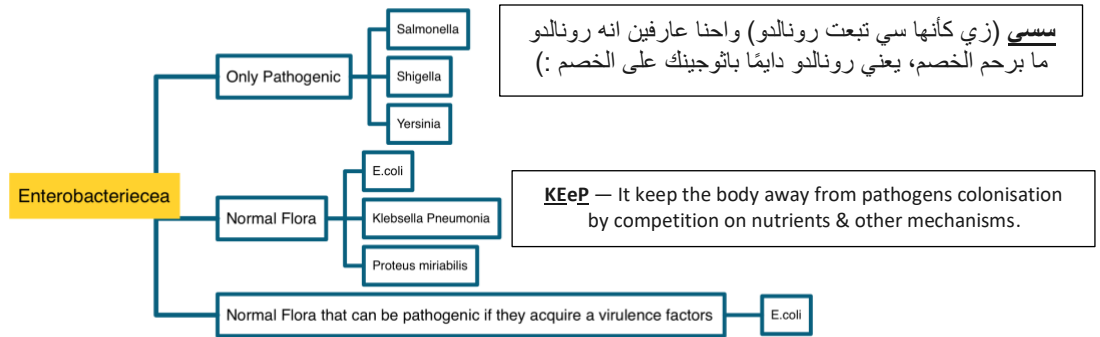 Salmonella
سسي (زي كأنها سي تبعت رونالدو) واحنا عارفين انه رونالدو
ما برحم الخصم، يعني رونالدو دايمًا باثوجينك على الخصم :)
Only Pathogenic
Shigella
Yersinia
Enterobacteriecea
E.coli
KEeP — It keep the body away from pathogens colonisation
by competition on nutrients & other mechanisms.
Normal Flora
Klebsella Pneumonia
Proteus miriabilis
Normal Flora that can be pathogenic if they acquire a virulence factors
E.coli